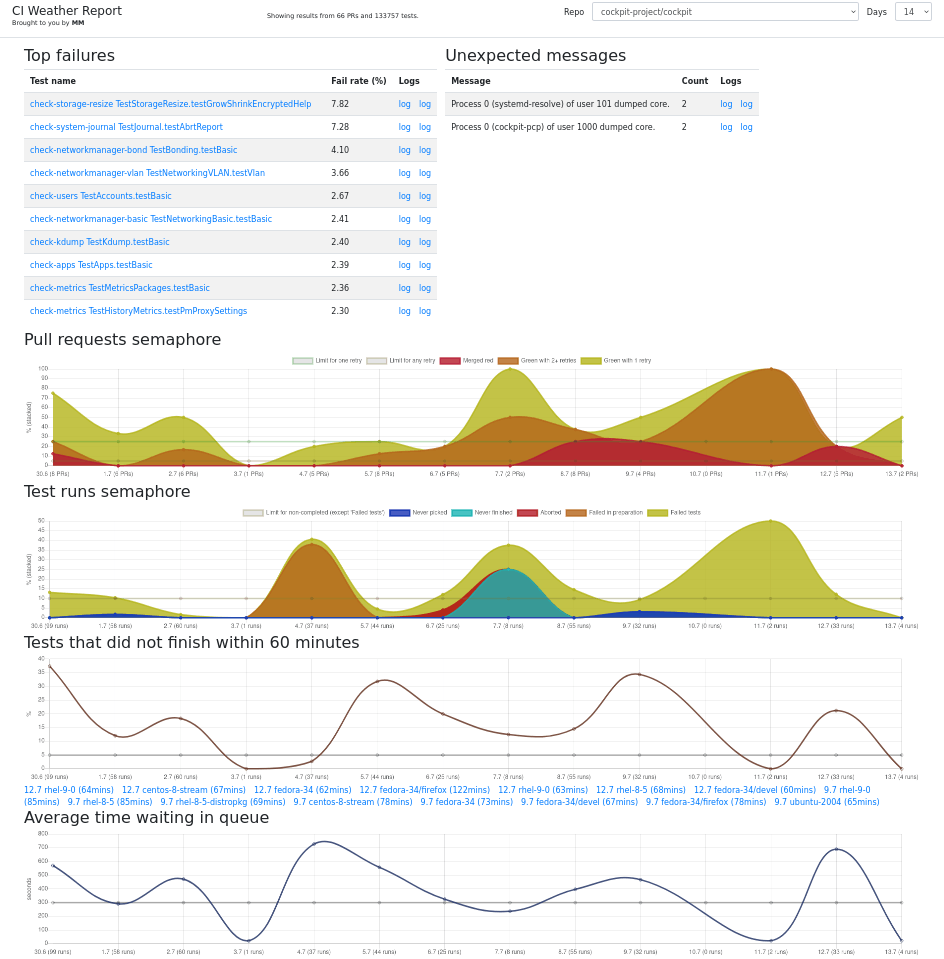 CI Weather Report
Brought to you by MM
Showing results from 66 PRs and 133757 tests.
Repo cockpit-project/cockpit Days 14
Top failures
Test name Fail rate (%) Logs
check-storage-resize TestStorageResize.testGrowShrinkEncryptedHelp 7.82 log log
check-system-journal TestJournal.testAbrtReport 7.28 log log
check-networkmanager-bond TestBonding.testBasic 4.10 log log
check-networkmanager-vlan TestNetworkingVLAN.testVlan 3.66 log log
check-users TestAccounts.testBasic 2.67 log log
check-networkmanager-basic TestNetworkingBasic.testBasic 2.41 log log
check-kdump TestKdump.testBasic 2.40 log log
check-apps TestApps.testBasic 2.39 log log
check-metrics TestMetricsPackages.testBasic 2.36 log log
check-metrics TestHistoryMetrics.testPmProxySettings 2.30 log log
Unexpected messages
Message Count Logs
Process 0 (systemd-resolve) of user 101 dumped core. 2 log log
Process 0 (cockpit-pcp) of user 1000 dumped core. 2 log log
Pull requests semaphore
Limit for one retry Limit for any retry Merged red Green with 2+ retries Green with 1 retry
% (stacked)
100
90
80
70
60
50
40
30
20
10
0
30.6 (8 PRs) 1.7 (6 PRs) 2.7 (6 PRs) 3.7 (1 PRs) 4.7 (5 PRs) 5.7 (8 PRs) 6.7 (5 PRs) 7.7 (2 PRs) 8.7 (8 PRs) 9.7 (4 PRs) 10.7 (0 PRs) 11.7 (1 PRs) 12.7 (5 PRs) 13.7 (2 PRs)
Test runs semaphore
Limit for non-completed (except "Failed tests") Never picked Never finished Aborted Failed in preparation Failed tests
% (stacked)
50
45
40
35
30
25
20
15
10
5
0
30.6 (99 runs) 1.7 (58 runs) 2.7 (60 runs) 3.7 (1 runs) 4.7 (37 runs) 5.7 (44 runs) 6.7 (25 runs) 7.7 (8 runs) 8.7 (55 runs) 9.7 (32 runs) 10.7 (0 runs) 11.7 (2 runs) 12.7 (33 runs) 13.7 (4 runs)
Tests that did not finish within 60 minutes
%
40
35
30
25
20
15
10
5
0
30.6 (99 runs) 1.7 (58 runs) 2.7 (60 runs) 3.7 (1 runs) 4.7 (37 runs) 5.7 (44 runs) 6.7 (25 runs) 7.7 (8 runs) 8.7 (55 runs) 9.7 (32 runs) 10.7 (0 runs) 11.7 (2 runs) 12.7 (33 runs) 13.7 (4 runs)
12.7 rhel-9-0 (64mins) 12.7 centos-8-stream (67mins) 12.7 fedora-34 (62mins) 12.7 fedora-34/firefox (122mins) 12.7 rhel-9-0 (63mins) 12.7 rhel-8-5 (68mins) 12.7 fedora-34/devel (60mins) 9.7 rhel-9-0
(85mins) 9.7 rhel-8-5 (85mins) 9.7 rhel-8-5-distropkg (69mins) 9.7 centos-8-stream (78mins) 9.7 fedora-34 (73mins) 9.7 fedora-34/devel (67mins) 9.7 fedora-34/firefox (78mins) 9.7 ubuntu-2004 (65mins)
Average time waiting in queue
seconds
800
700
600
500
400
300
200
100
0
30.6 (99 runs) 1.7 (58 runs) 2.7 (60 runs) 3.7 (1 runs) 4.7 (37 runs) 5.7 (44 runs) 6.7 (25 runs) 7.7 (8 runs) 8.7 (55 runs) 9.7 (32 runs) 10.7 (0 runs) 11.7 (2 runs) 12.7 (33 runs) 13.7 (4 runs)